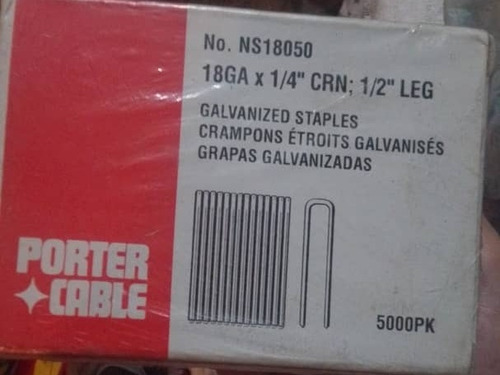 No. NS18050
18GA x 1/4" CRN; 1/2" LEG
GALVANIZED STAPLES
CRAMPONS ÉTROITS GALVANISÉS
GRAPAS GALVANIZADAS
PORTER
CABLE
5000PK